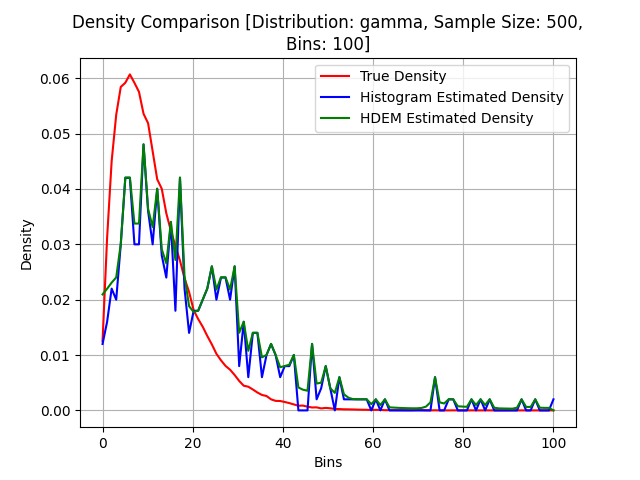 Density Comparison [Distribution: gamma, Sample Size: 500,
Bins: 100]
True Density
Histogram Estimated Density
HDEM Estimated Density
Density
0.06
0.05
0.04
0.03
0.02
0.01
0.00
0 20 40 60 80 100
Bins